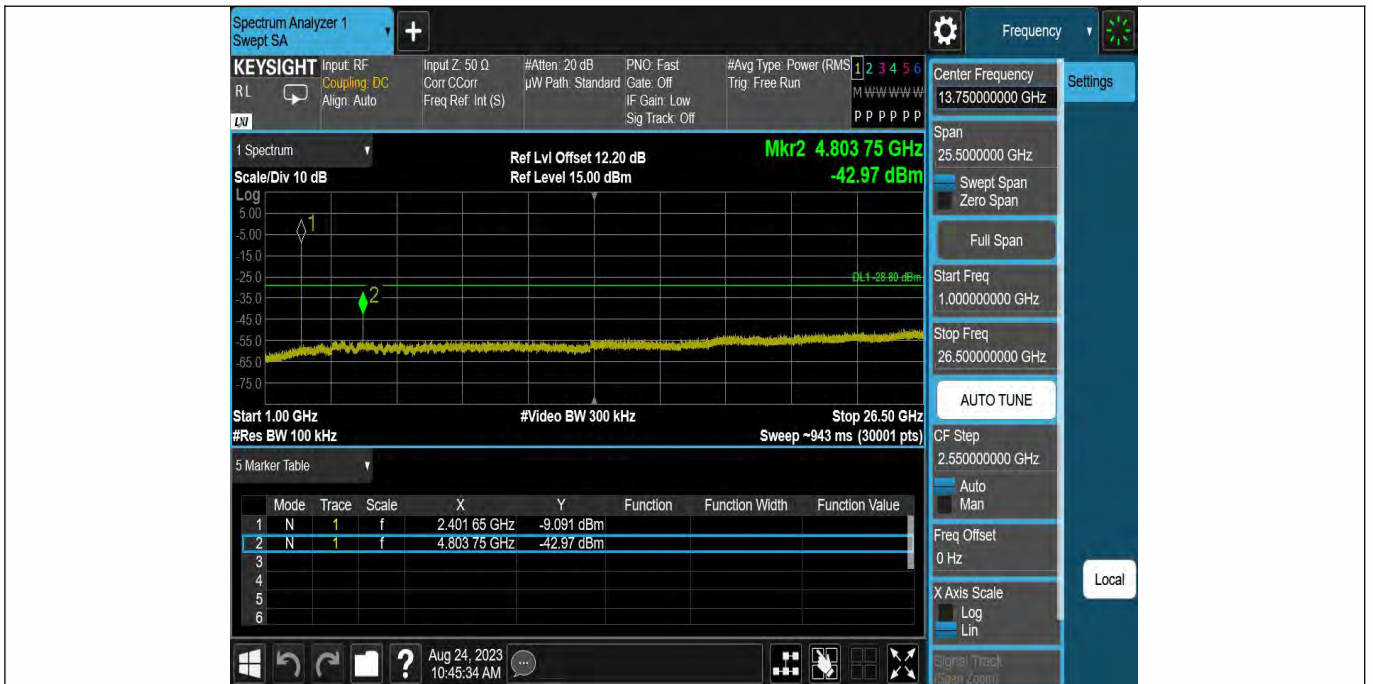 Spectrum Analyzer 1
Swept SA
+
Frequency
KEYSIGHT
RL
LXI
Input: RF
Coupling: DC
Align: Auto
Input Z: 50 Ω
Corr CCorr
Freq Ref: Int (S)
#Atten: 20 dB
µW Path: Standard
PNO: Fast
Gate: Off
IF Gain: Low
Sig Track: Off
#Avg Type: Power (RMS
Trig: Free Run
1 2 3 4 5 6
M W W W W W
P P P P P P
1 Spectrum
Scale/Div 10 dB
Ref Lvl Offset 12.20 dB
Ref Level 15.00 dBm
Mkr2 4.803 75 GHz
-42.97 dBm
Log
5.00
-5.00
-15.0
-25.0
-35.0
-45.0
-55.0
-65.0
-75.0
1
2
DL1 -28.80 dBm
Start 1.00 GHz
#Video BW 300 kHz
Stop 26.50 GHz
#Res BW 100 kHz
Sweep ~943 ms (30001 pts)
5 Marker Table
Mode Trace Scale X Y Function Function Width Function Value
1 N 1 f 2.401 65 GHz -9.091 dBm
2 N 1 f 4.803 75 GHz -42.97 dBm
3
4
5
6
?
Aug 24, 2023
10:45:34 AM
Center Frequency
13.750000000 GHz
Settings
Span
25.5000000 GHz
Swept Span
Zero Span
Full Span
Start Freq
1.000000000 GHz
Stop Freq
26.500000000 GHz
AUTO TUNE
CF Step
2.550000000 GHz
Auto
Man
Freq Offset
0 Hz
X Axis Scale
Log
Lin
Signal Track
(Span Zoom)
Local